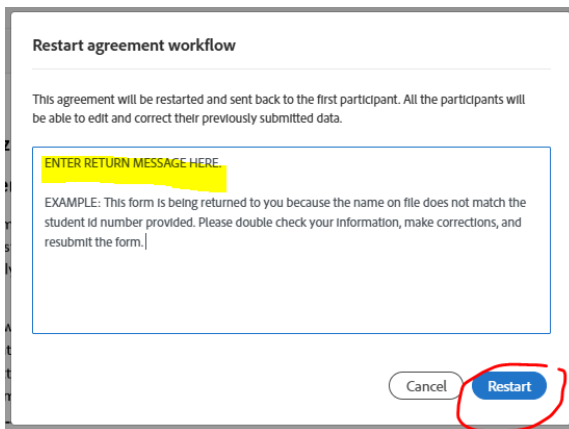 Restart agreement workflow
This agreement will be restarted and sent back to the first participant. All the participants will
be able to edit and correct their previously submitted data.
ENTER RETURN MESSAGE HERE.
EXAMPLE: This form is being returned to you because the name on file does not match the
student id number provided. Please double check your information, make corrections, and
resubmit the form.
Cancel
Restart